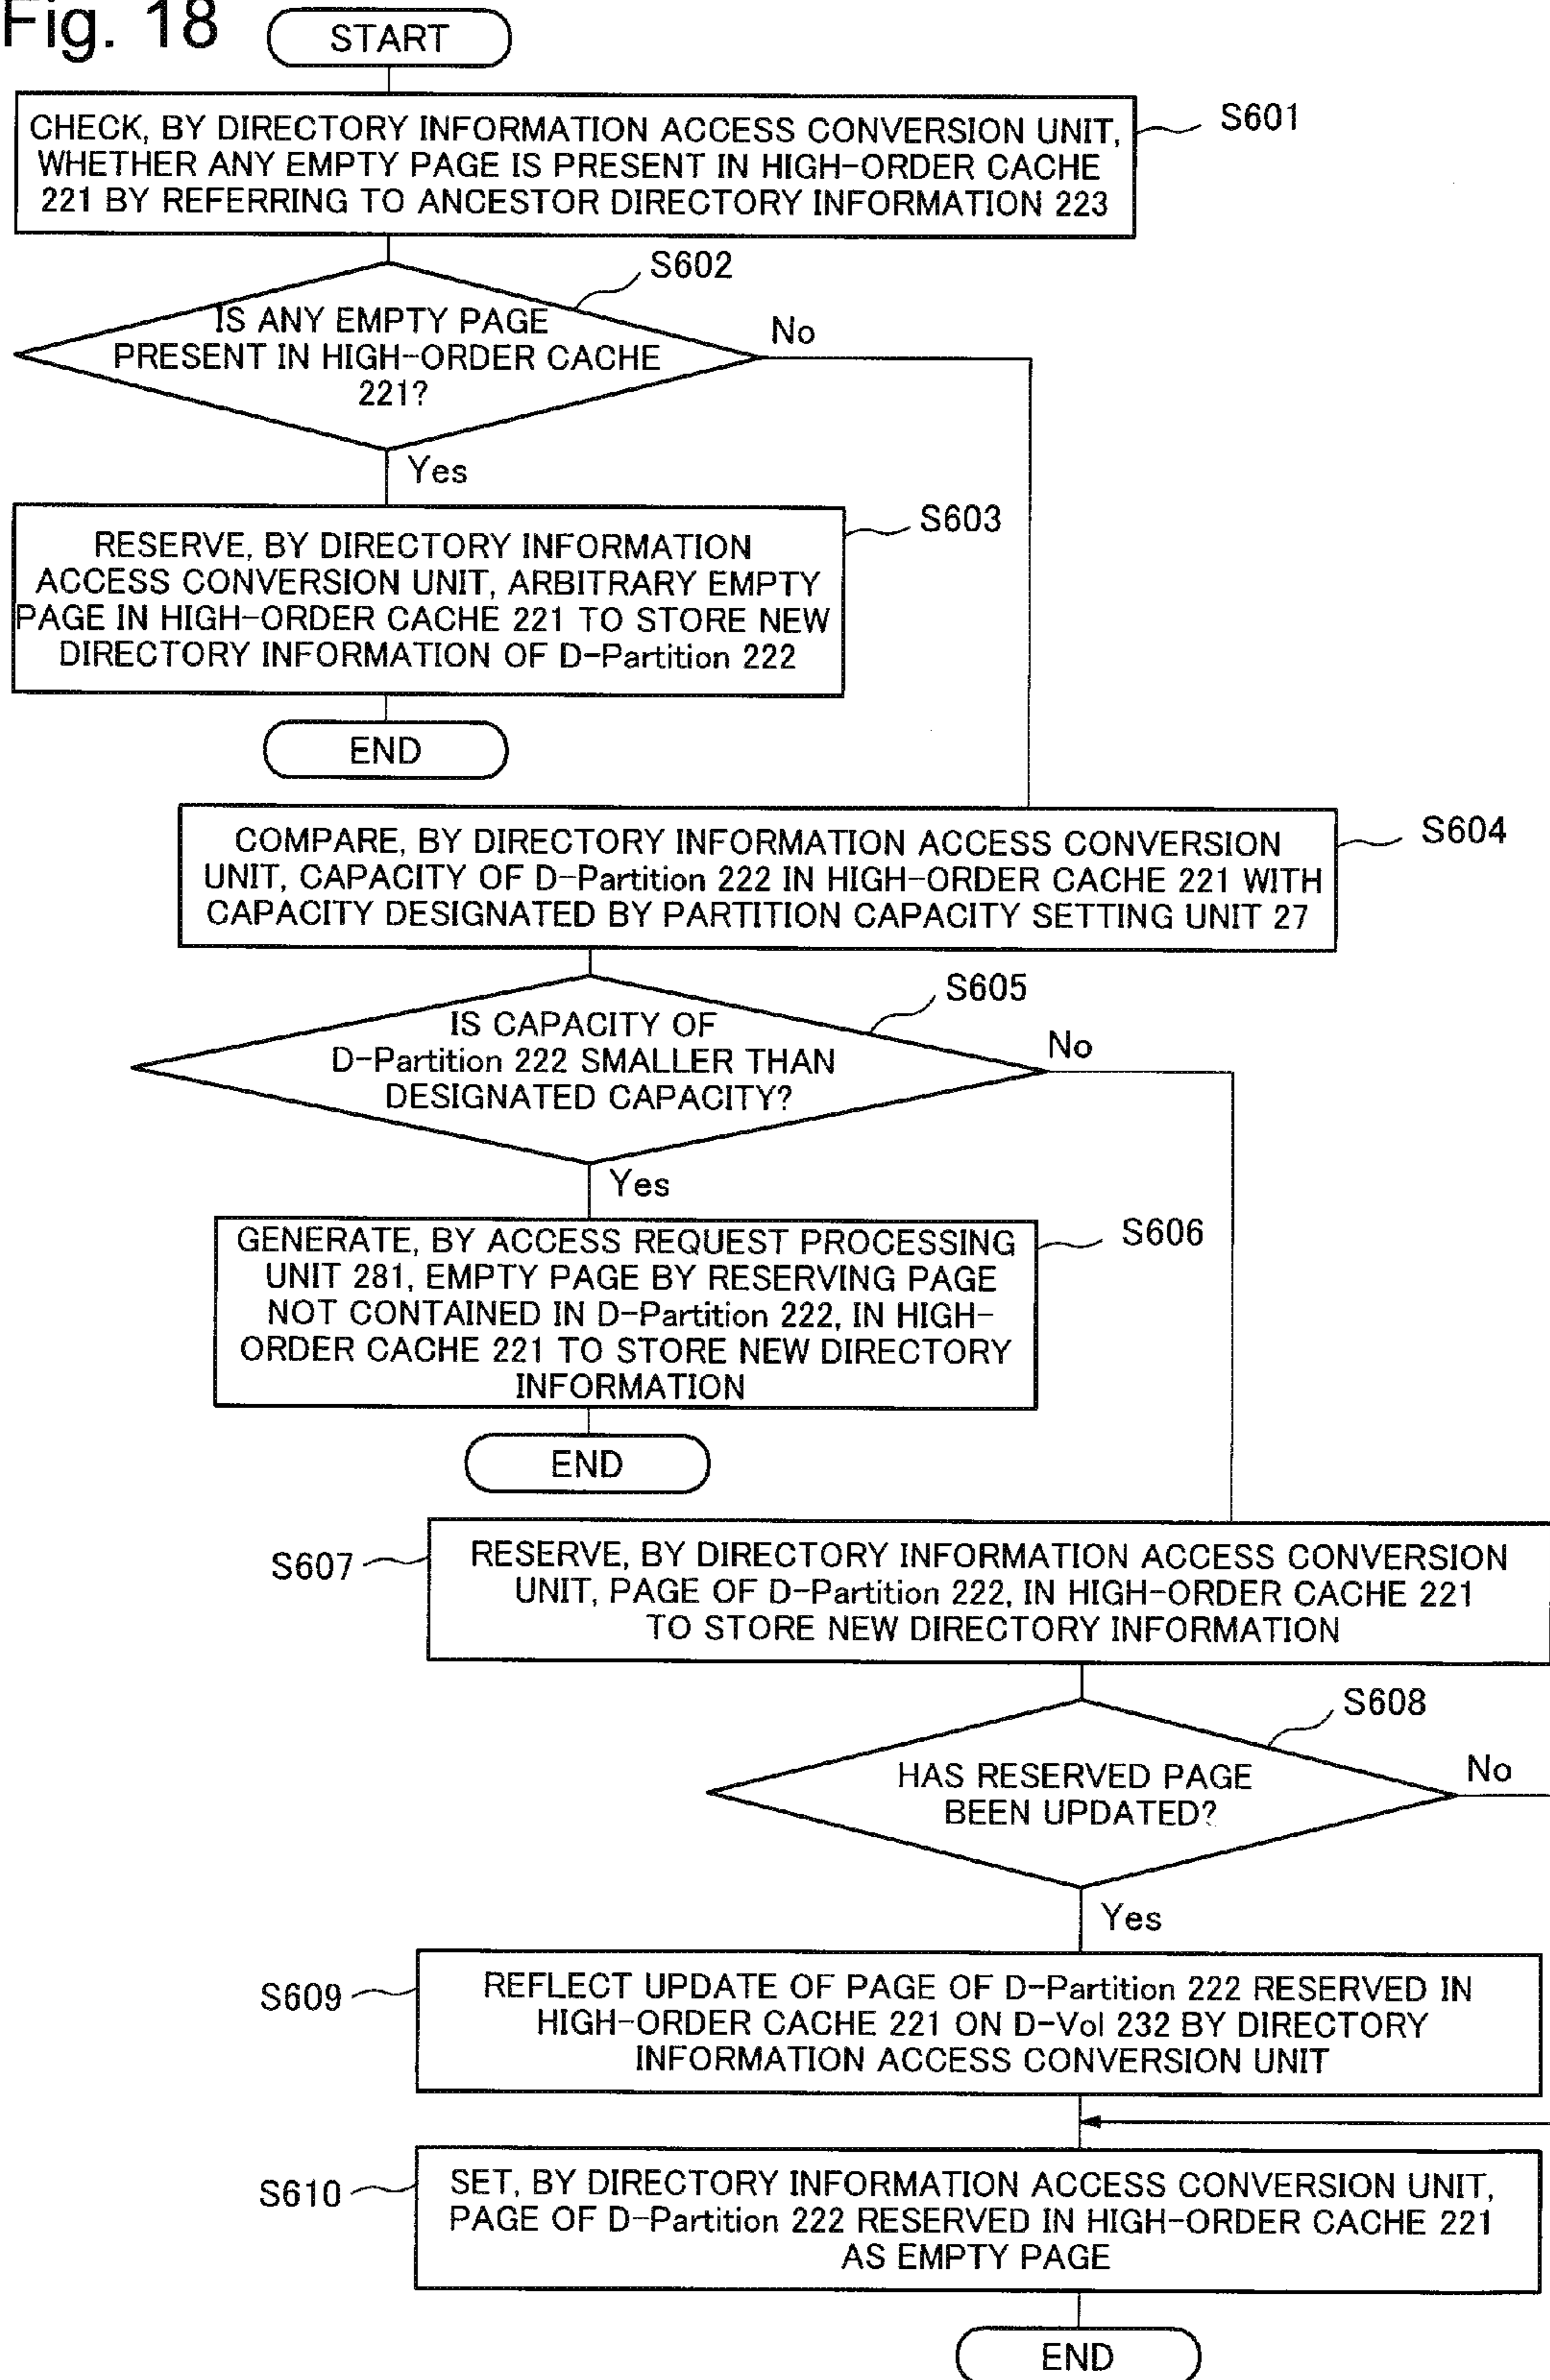 Fig. 18
START
CHECK, BY DIRECTORY INFORMATION ACCESS CONVERSION UNIT,
WHETHER ANY EMPTY PAGE IS PRESENT IN HIGH-ORDER CACHE
221 BY REFERRING TO ANCESTOR DIRECTORY INFORMATION 223
S601
S602
IS ANY EMPTY PAGE
PRESENT IN HIGH-ORDER CACHE
221?
No
Yes
S603
RESERVE, BY DIRECTORY INFORMATION
ACCESS CONVERSION UNIT, ARBITRARY EMPTY
PAGE IN HIGH-ORDER CACHE 221 TO STORE NEW
DIRECTORY INFORMATION OF D-Partition 222
END
S604
COMPARE, BY DIRECTORY INFORMATION ACCESS CONVERSION
UNIT, CAPACITY OF D-Partition 222 IN HIGH-ORDER CACHE 221 WITH
CAPACITY DESIGNATED BY PARTITION CAPACITY SETTING UNIT 27
S605
IS CAPACITY OF
D-Partition 222 SMALLER THAN
DESIGNATED CAPACITY?
No
Yes
S606
GENERATE, BY ACCESS REQUEST PROCESSING
UNIT 281, EMPTY PAGE BY RESERVING PAGE
NOT CONTAINED IN D-Partition 222, IN HIGH-
ORDER CACHE 221 TO STORE NEW DIRECTORY
INFORMATION
END
S607
RESERVE, BY DIRECTORY INFORMATION ACCESS CONVERSION
UNIT, PAGE OF D-Partition 222, IN HIGH-ORDER CACHE 221
TO STORE NEW DIRECTORY INFORMATION
S608
HAS RESERVED PAGE
BEEN UPDATED?
No
Yes
S609
REFLECT UPDATE OF PAGE OF D-Partition 222 RESERVED IN
HIGH-ORDER CACHE 221 ON D-Vol 232 BY DIRECTORY
INFORMATION ACCESS CONVERSION UNIT
S610
SET, BY DIRECTORY INFORMATION ACCESS CONVERSION UNIT,
PAGE OF D-Partition 222 RESERVED IN HIGH-ORDER CACHE 221
AS EMPTY PAGE
END